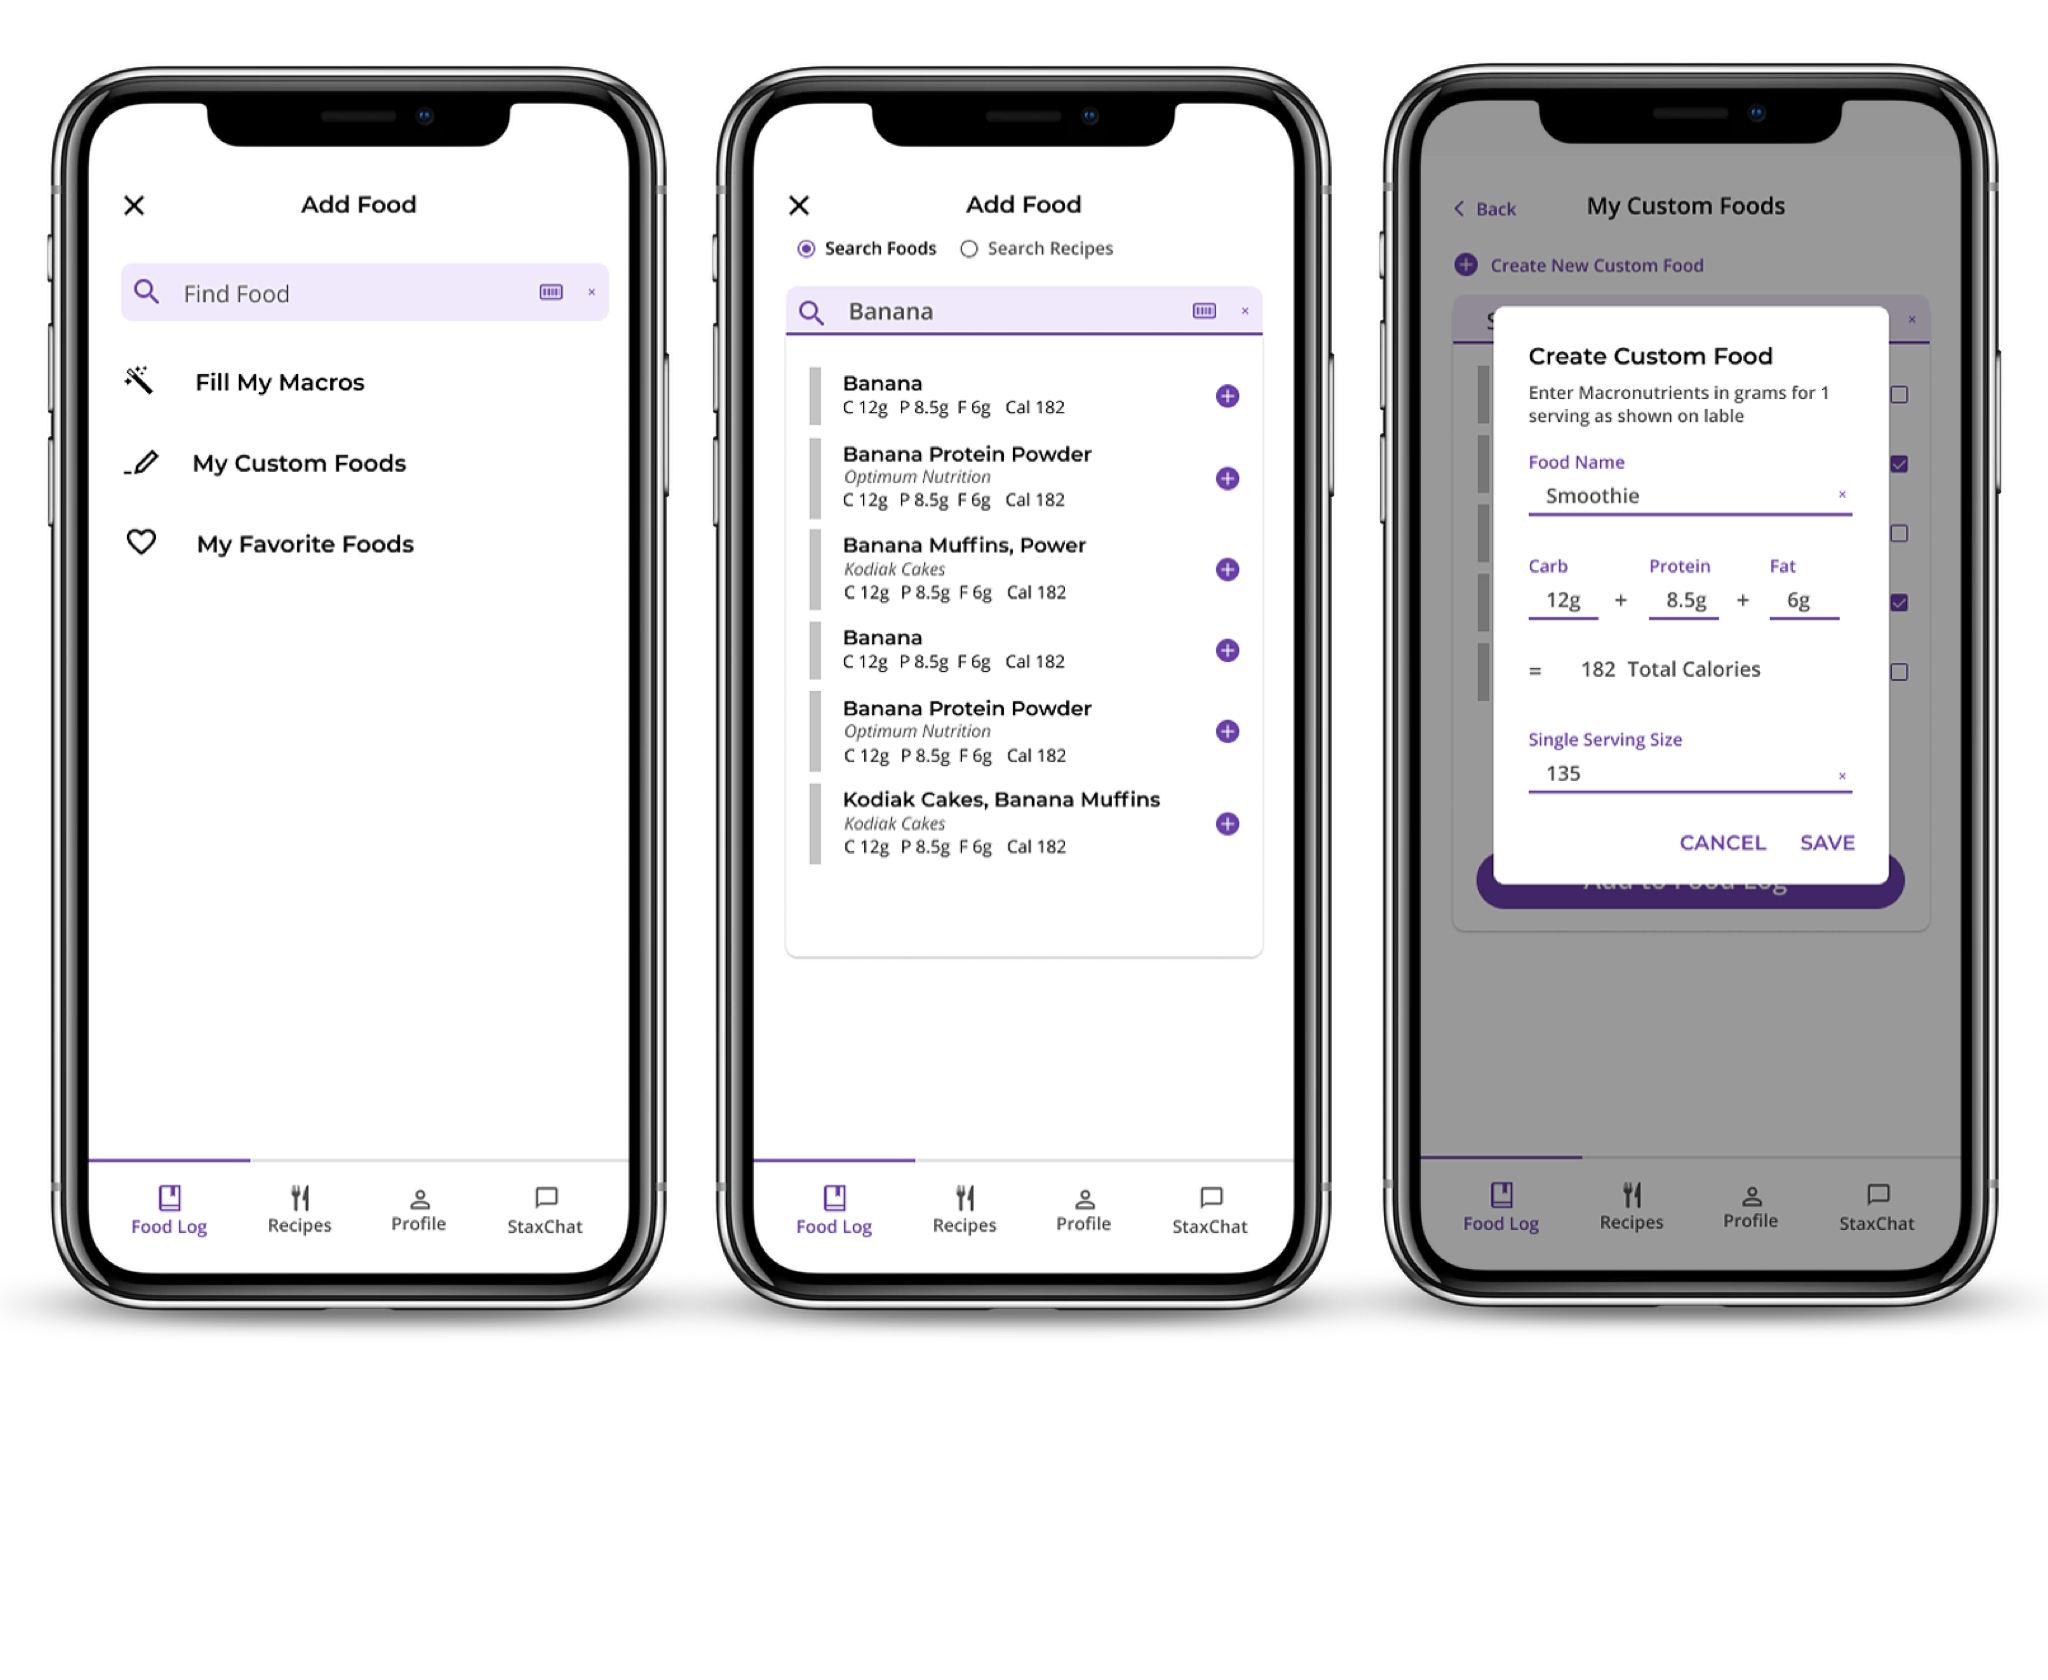 Add Food
Find Food
Fill My Macros
My Custom Foods
My Favorite Foods
Food Log
Recipes
Profile
StaxChat
Add Food
Search Foods
Search Recipes
Banana
Banana
C 12g P 8.5g F 6g Cal 182
Banana Protein Powder
Optimum Nutrition
C 12g P 8.5g F 6g Cal 182
Banana Muffins, Power
Kodiak Cakes
C 12g P 8.5g F 6g Cal 182
Banana
C 12g P 8.5g F 6g Cal 182
Banana Protein Powder
Optimum Nutrition
C 12g P 8.5g F 6g Cal 182
Kodiak Cakes, Banana Muffins
Kodiak Cakes
C 12g P 8.5g F 6g Cal 182
Food Log
Recipes
Profile
StaxChat
Back
My Custom Foods
Create New Custom Food
Create Custom Food
Enter Macronutrients in grams for 1
serving as shown on lable
Food Name
Smoothie
Carb Protein Fat
12g + 8.5g + 6g
= 182 Total Calories
Single Serving Size
135
CANCEL SAVE
Add to Food Log
Food Log
Recipes
Profile
StaxChat